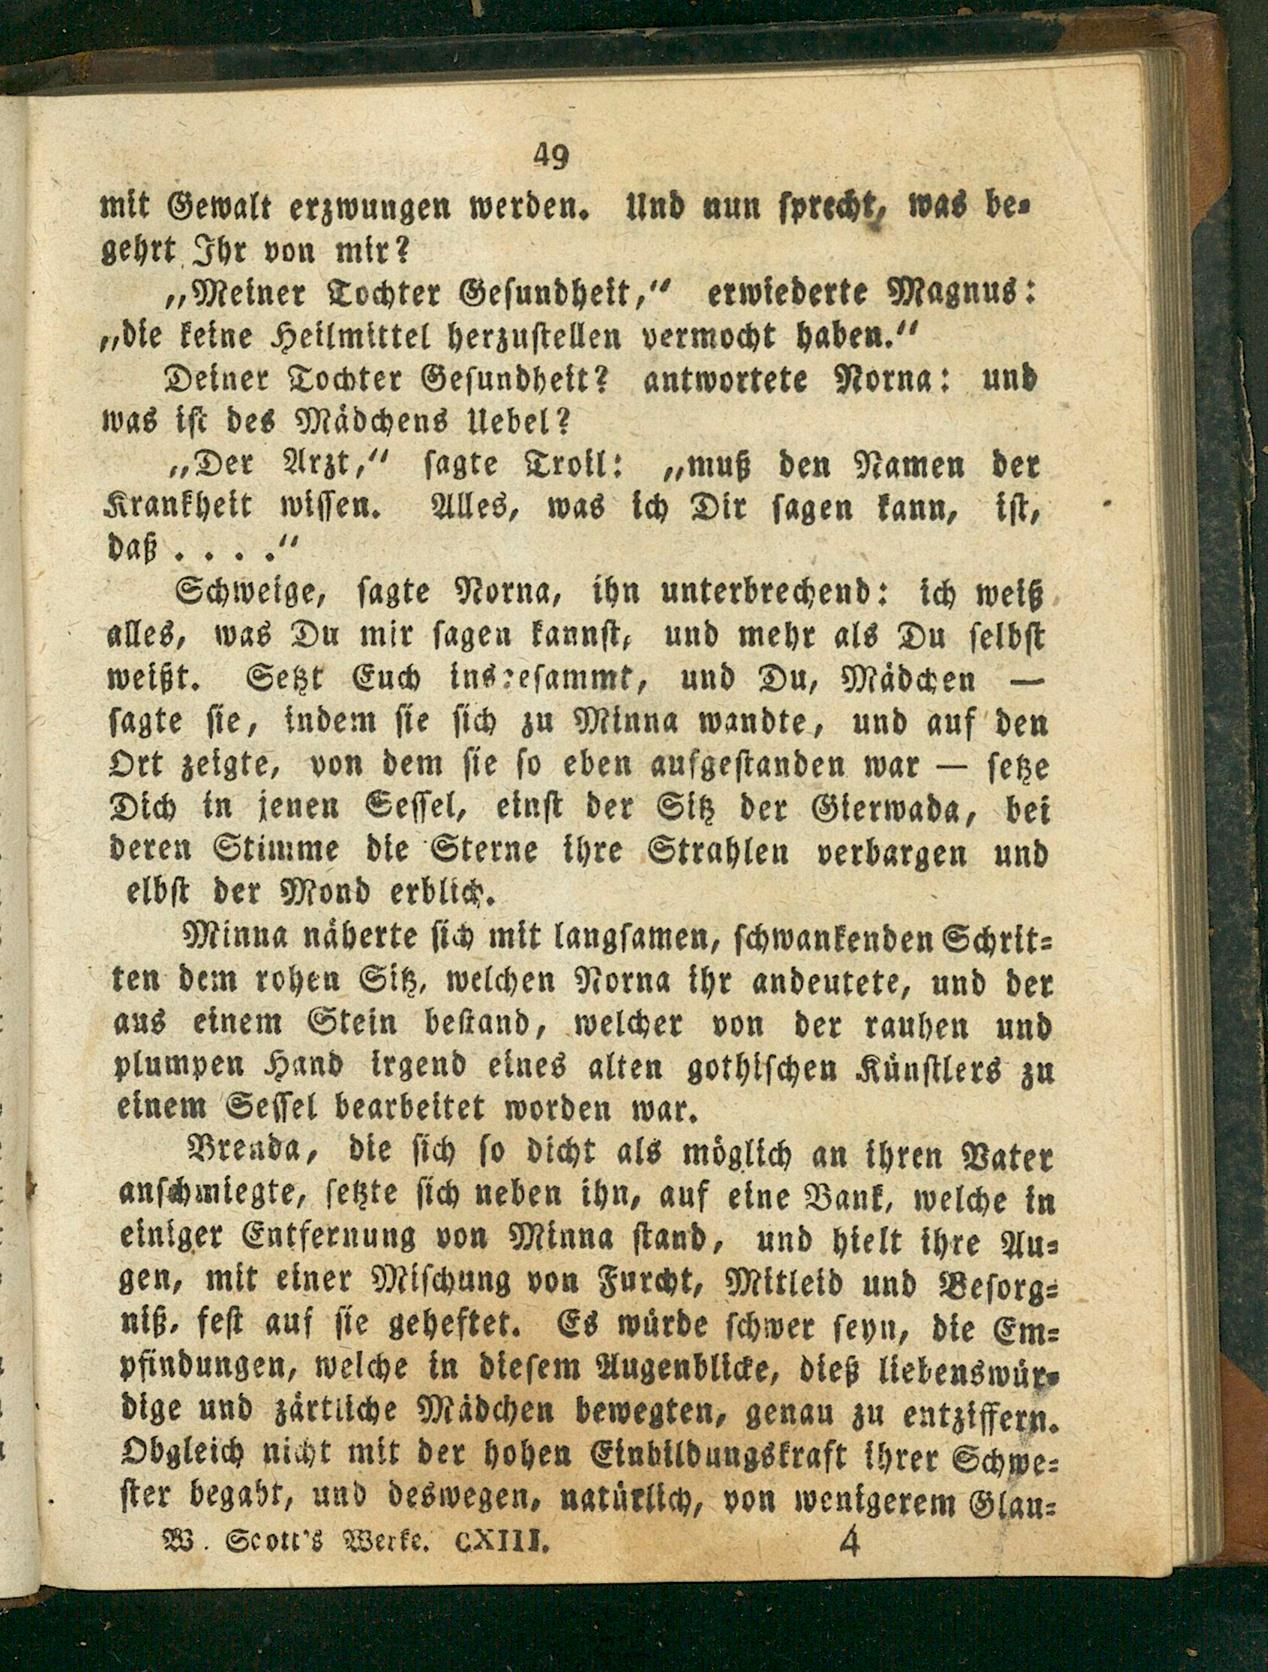 49
mit Gewalt erzwungen werden. Und nun sprecht, was be-
gehrt Ihr von mir?
„Meiner Tochter Gesundheit,“ erwiederte Magnus:
„die keine Heilmittel herzustellen vermocht haben.“
Deiner Tochter Gesundheit? antwortete Norna: und
was ist des Mädchens Uebel?
„Der Arzt,“ sagte Troil: „muß den Namen der
Krankheit wissen. Alles, was ich Dir sagen kann, ist,
daß . . . .“
Schweige, sagte Norna, ihn unterbrechend: ich weiß
alles, was Du mir sagen kannst, und mehr als Du selbst
weißt. Setzt Euch insgesammt, und Du, Mädchen —
sagte sie, indem sie sich zu Minna wandte, und auf den
Ort zeigte, von dem sie so eben aufgestanden war — setze
Dich in jenen Sessel, einst der Sitz der Gierwada, bei
deren Stimme die Sterne ihre Strahlen verbargen und
elbst der Mond erblich.
Minna näherte sich mit langsamen, schwankenden Schrit-
ten dem rohen Sitz, welchen Norna ihr andeutete, und der
aus einem Stein bestand, welcher von der rauhen und
plumpen Hand irgend eines alten gothischen Künstlers zu
einem Sessel bearbeitet worden war.
Brenda, die sich so dicht als möglich an ihren Vater
anschmiegte, setzte sich neben ihn, auf eine Bank, welche in
einiger Entfernung von Minna stand, und hielt ihre Au-
gen, mit einer Mischung von Furcht, Mitleid und Besorg-
niß, fest auf sie geheftet. Es würde schwer seyn, die Em-
pfindungen, welche in diesem Augenblicke, dieß liebenswür-
dige und zärtliche Mädchen bewegten, genau zu entziffern.
Obgleich nicht mit der hohen Einbildungskraft ihrer Schwe-
ster begabt, und deswegen, natürlich, von wenigerem Glau-
W. Scott's Werke. CXIII. 4